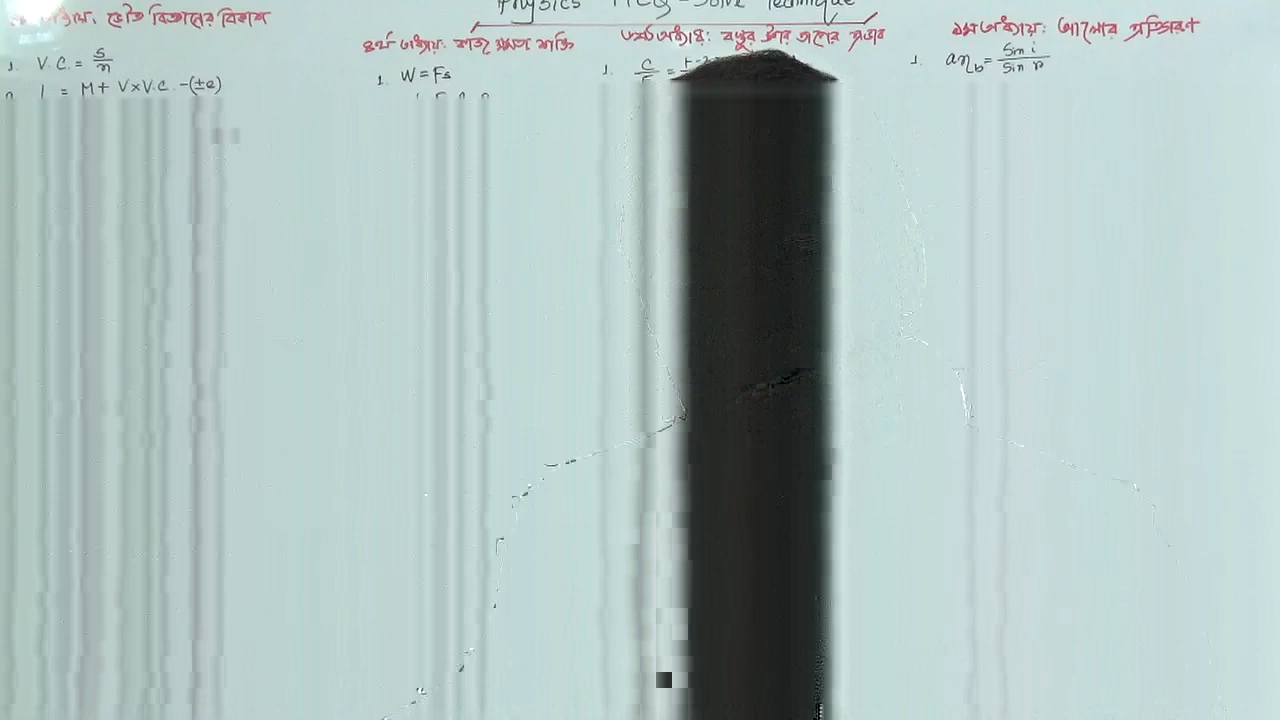 Physics MCQ-Solve Technique
অধ্যায়: ভৌত বিজ্ঞানের বিকাশ
1. V.C. = S/n
= M + V×V.C. -(±e)
৪র্থ অধ্যায়: কাজ ক্ষমতা শক্তি
1. W = Fs
৬ষ্ঠ অধ্যায়: বস্তুর উপর তাপের প্রভাব
1. C
৯ম অধ্যায়: আলোর প্রতিসরণ
1. aηb = Sin i/Sin r